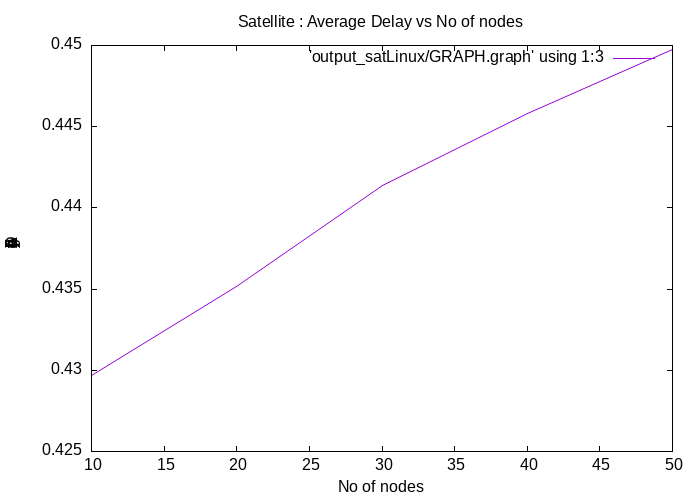 Satellite : Average Delay vs No of nodes
'output_satLinux/GRAPH.graph' using 1:3
0.45
0.445
0.44
0.435
0.43
0.425
10 15 20 25 30 35 40 45 50
No of nodes